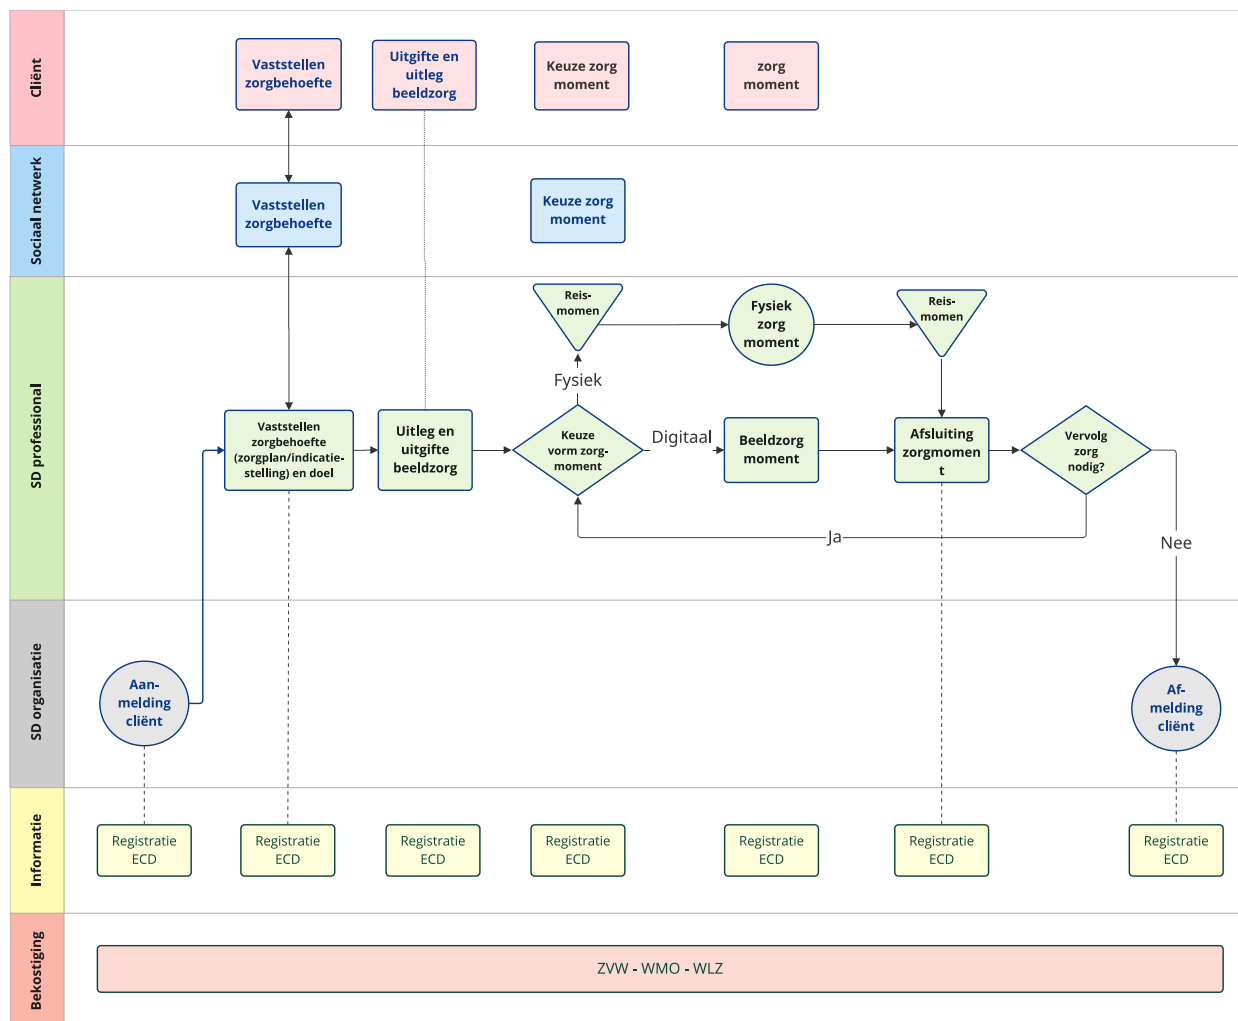 Cliënt
Vaststellen
zorgbehoefte
Uitgifte en
uitleg
beeldzorg
Keuze zorg
moment
zorg
moment
Sociaal netwerk
Vaststellen
zorgbehoefte
Keuze zorg
moment
SD professional
Reis-
momen
Fysiek
zorg
moment
Reis-
momen
Fysiek
Vaststellen
zorgbehoefte
(zorgplan/indicatie-
stelling) en doel
Uitleg en
uitgifte
beeldzorg
Keuze
vorm zorg-
moment
Digitaal
Beeldzorg
moment
Afsluiting
zorgmomen
t
Vervolg
zorg
nodig?
Ja
Nee
SD organisatie
Aan-
melding
cliënt
Af-
melding
cliënt
Informatie
Registratie
ECD
Registratie
ECD
Registratie
ECD
Registratie
ECD
Registratie
ECD
Registratie
ECD
Registratie
ECD
Bekostiging
ZVW - WMO - WLZ